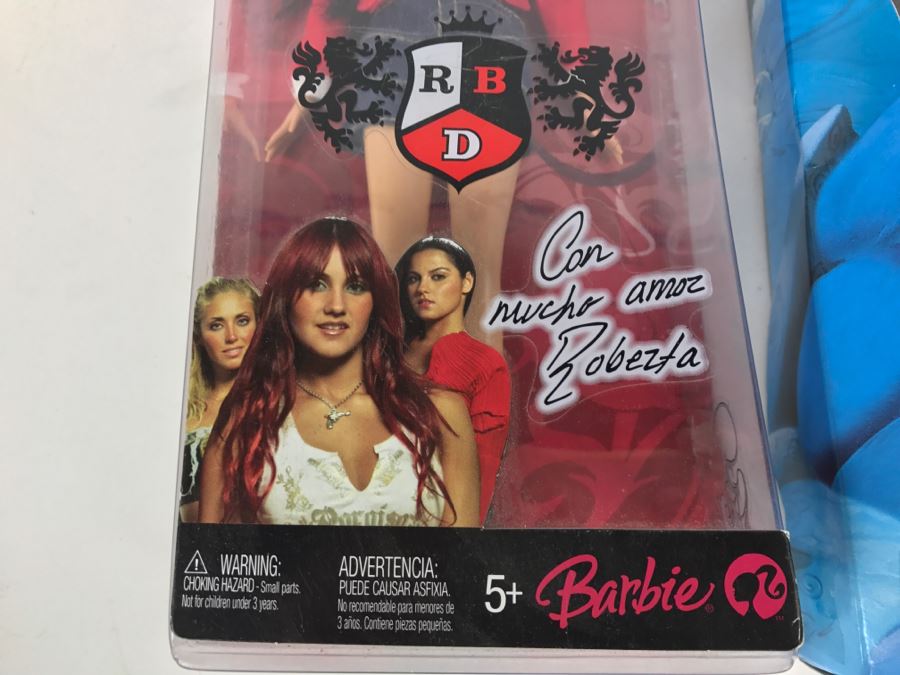 R B
D
Con
mucho amor
Roberta
WARNING:
CHOKING HAZARD - Small parts.
Not for children under 3 years.
ADVERTENCIA:
PUEDE CAUSAR ASFIXIA.
No recomendable para menores de
3 años. Contiene piezas pequeñas.
5+
Barbie®